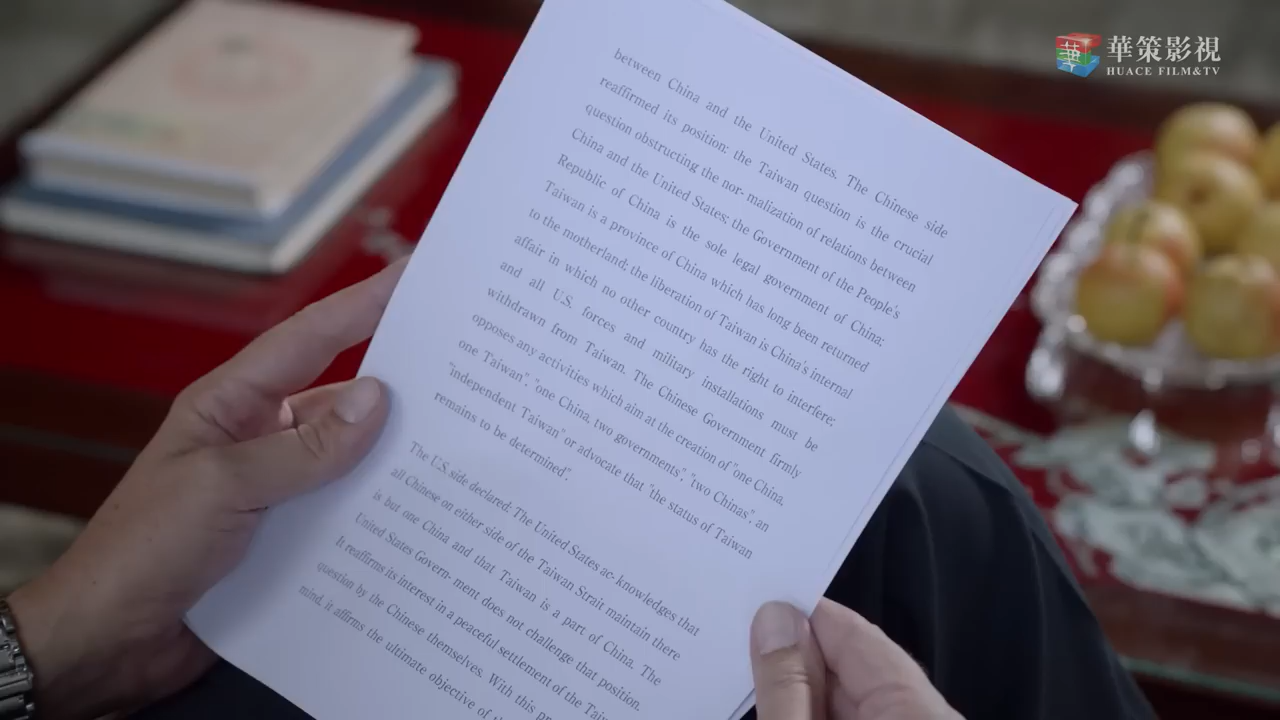 華
華策影視
HUACE FILM&TV
between China and the United States. The Chinese side
reaffirmed its position: the Taiwan question is the crucial
question obstructing the nor- malization of relations between
China and the United States; the Government of the People's
Republic of China is the sole legal government of China;
Taiwan is a province of China which has long been returned
to the motherland; the liberation of Taiwan is China's internal
affair in which no other country has the right to interfere;
and all U.S. forces and military installations must be
withdrawn from Taiwan. The Chinese Government firmly
opposes any activities which aim at the creation of "one China,
one Taiwan", "one China, two governments", "two Chinas", an
"independent Taiwan" or advocate that "the status of Taiwan
remains to be determined".
The U.S. side declared: The United States ac- knowledges that
all Chinese on either side of the Taiwan Strait maintain there
is but one China and that Taiwan is a part of China. The
United States Govern- ment does not challenge that position.
It reaffirms its interest in a peaceful settlement of the Taiw
question by the Chinese themselves. With this pr
mind, it affirms the ultimate objective of th